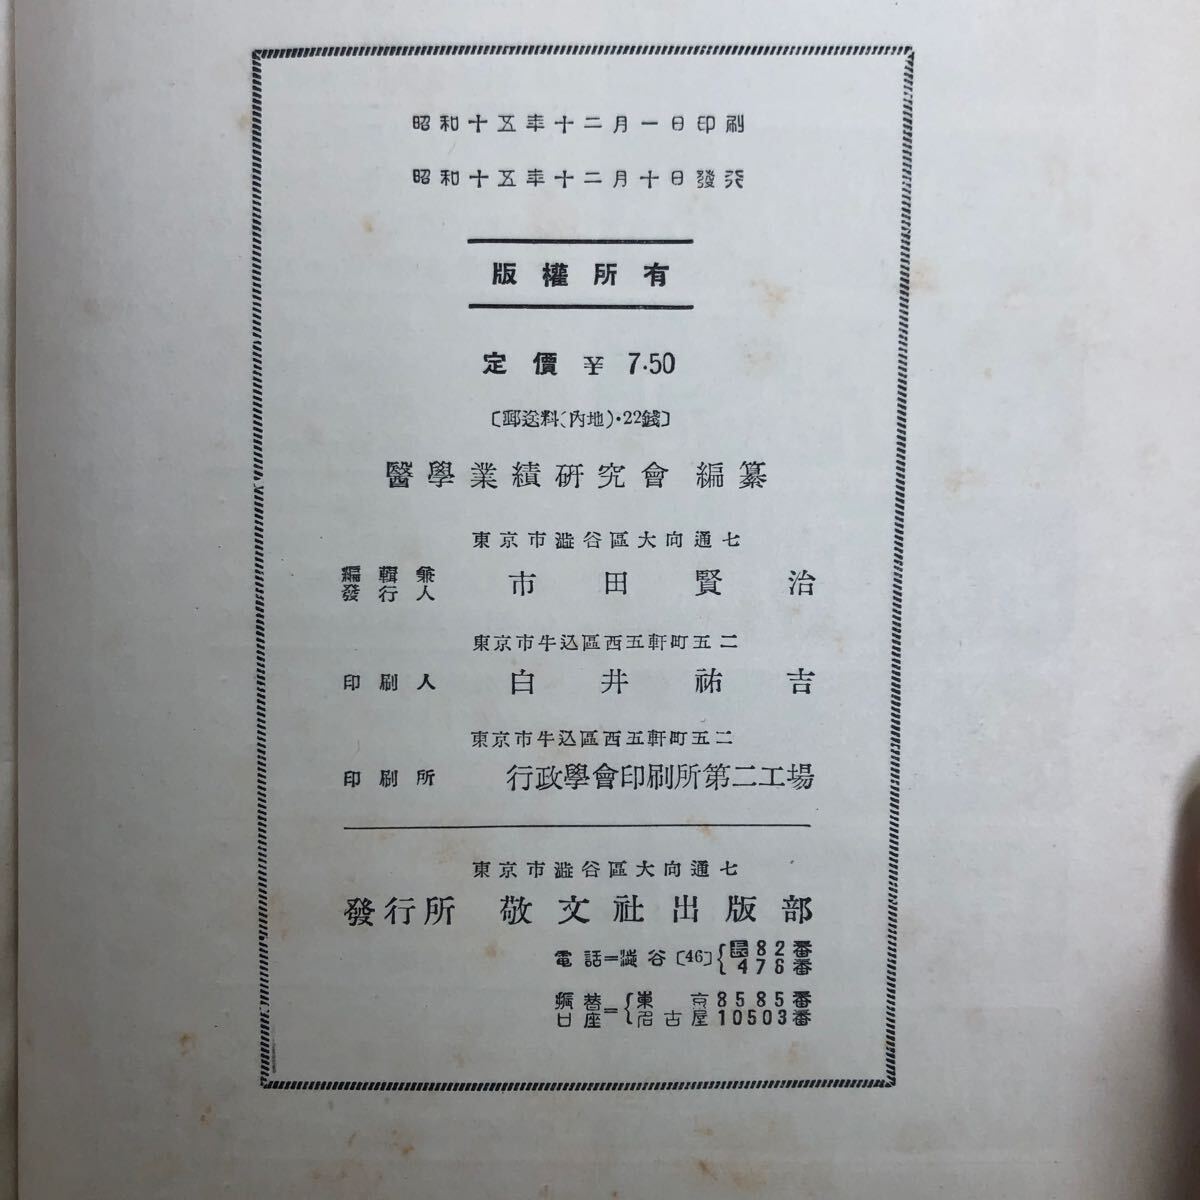 昭和十五年十二月一日印刷
昭和十五年十二月十日發行
版權所有
定價 ¥ 7.50
〔郵送料(內地)・22錢〕
醫學業績研究會 編纂
東京市澁谷區大向通七
編輯兼發行人 市田賢治
東京市牛込區西五軒町五二
印刷人 白井祐吉
東京市牛込區西五軒町五二
印刷所 行政學會印刷所第二工場
東京市澁谷區大向通七
發行所 敬文社出版部
電話=澁谷〔46〕{長82番
476番
振替口座={東京8585番
名古屋10503番